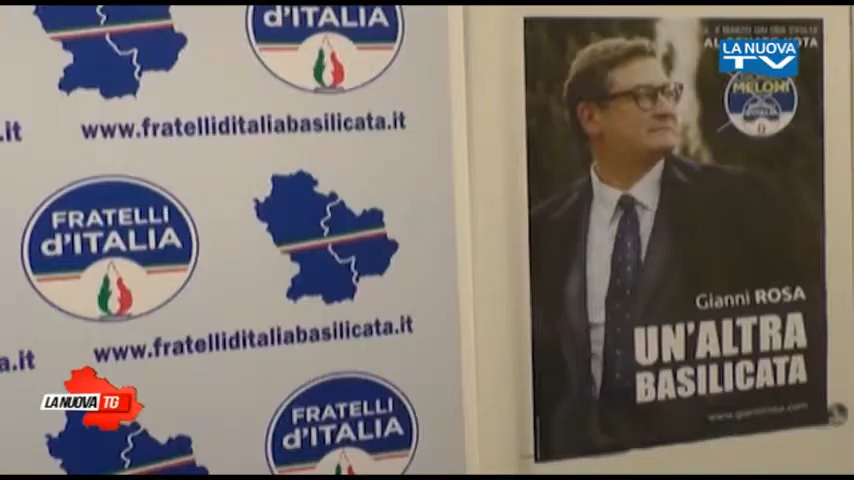 d'ITALIA
.it
www.fratelliditaliabasilicata.it
FRATELLI
d'ITALIA
www.fratelliditaliabasilicata.it
a.it
FRATELLI
d'ITALIA
LA NUOVA TG
LA NUOVA
TV
MELONI
Gianni ROSA
UN'ALTRA
BASILICATA